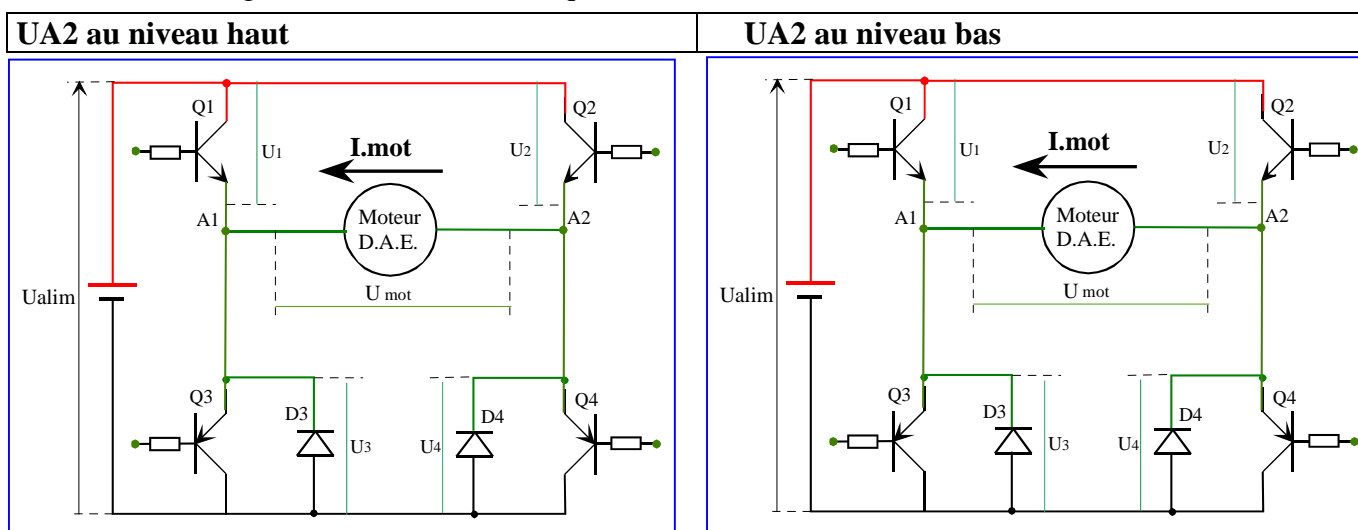 UA2 au niveau haut
UA2 au niveau bas
Q1
Q2
U1
U2
I.mot
A1
A2
Moteur
D.A.E.
Ualim
U mot
Q3
Q4
D3
D4
U3
U4
Q1
Q2
U1
U2
I.mot
A1
A2
Moteur
D.A.E.
Ualim
U mot
Q3
Q4
D3
D4
U3
U4